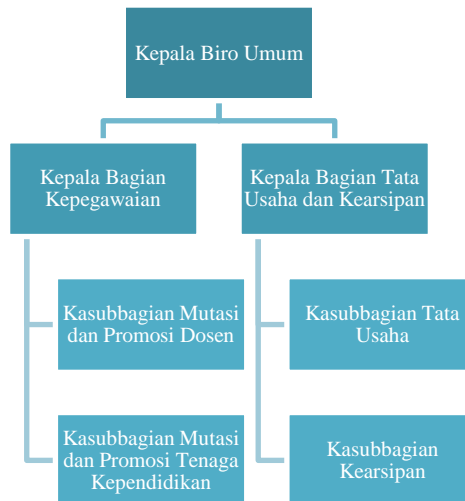 Kepala Biro Umum
Kepala Bagian
Kepegawaian
Kepala Bagian Tata
Usaha dan Kearsipan
Kasubbagian Mutasi
dan Promosi Dosen
Kasubbagian Tata
Usaha
Kasubbagian Mutasi
dan Promosi Tenaga
Kependidikan
Kasubbagian
Kearsipan